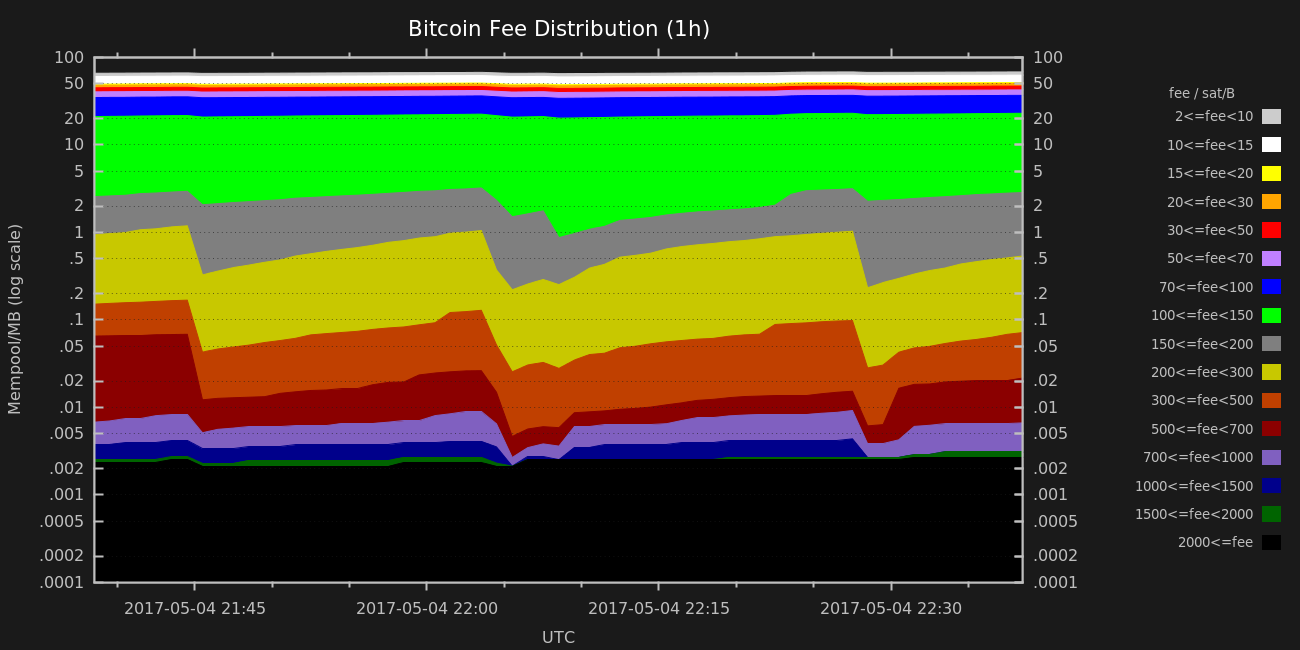 Bitcoin Fee Distribution (1h)
Mempool/MB (log scale)
100
50
20
10
5
2
1
.5
.2
.1
.05
.02
.01
.005
.002
.001
.0005
.0002
.0001
100
50
20
10
5
2
1
.5
.2
.1
.05
.02
.01
.005
.002
.001
.0005
.0002
.0001
2017-05-04 21:45
2017-05-04 22:00
2017-05-04 22:15
2017-05-04 22:30
UTC
fee / sat/B
2<=fee<10
10<=fee<15
15<=fee<20
20<=fee<30
30<=fee<50
50<=fee<70
70<=fee<100
100<=fee<150
150<=fee<200
200<=fee<300
300<=fee<500
500<=fee<700
700<=fee<1000
1000<=fee<1500
1500<=fee<2000
2000<=fee